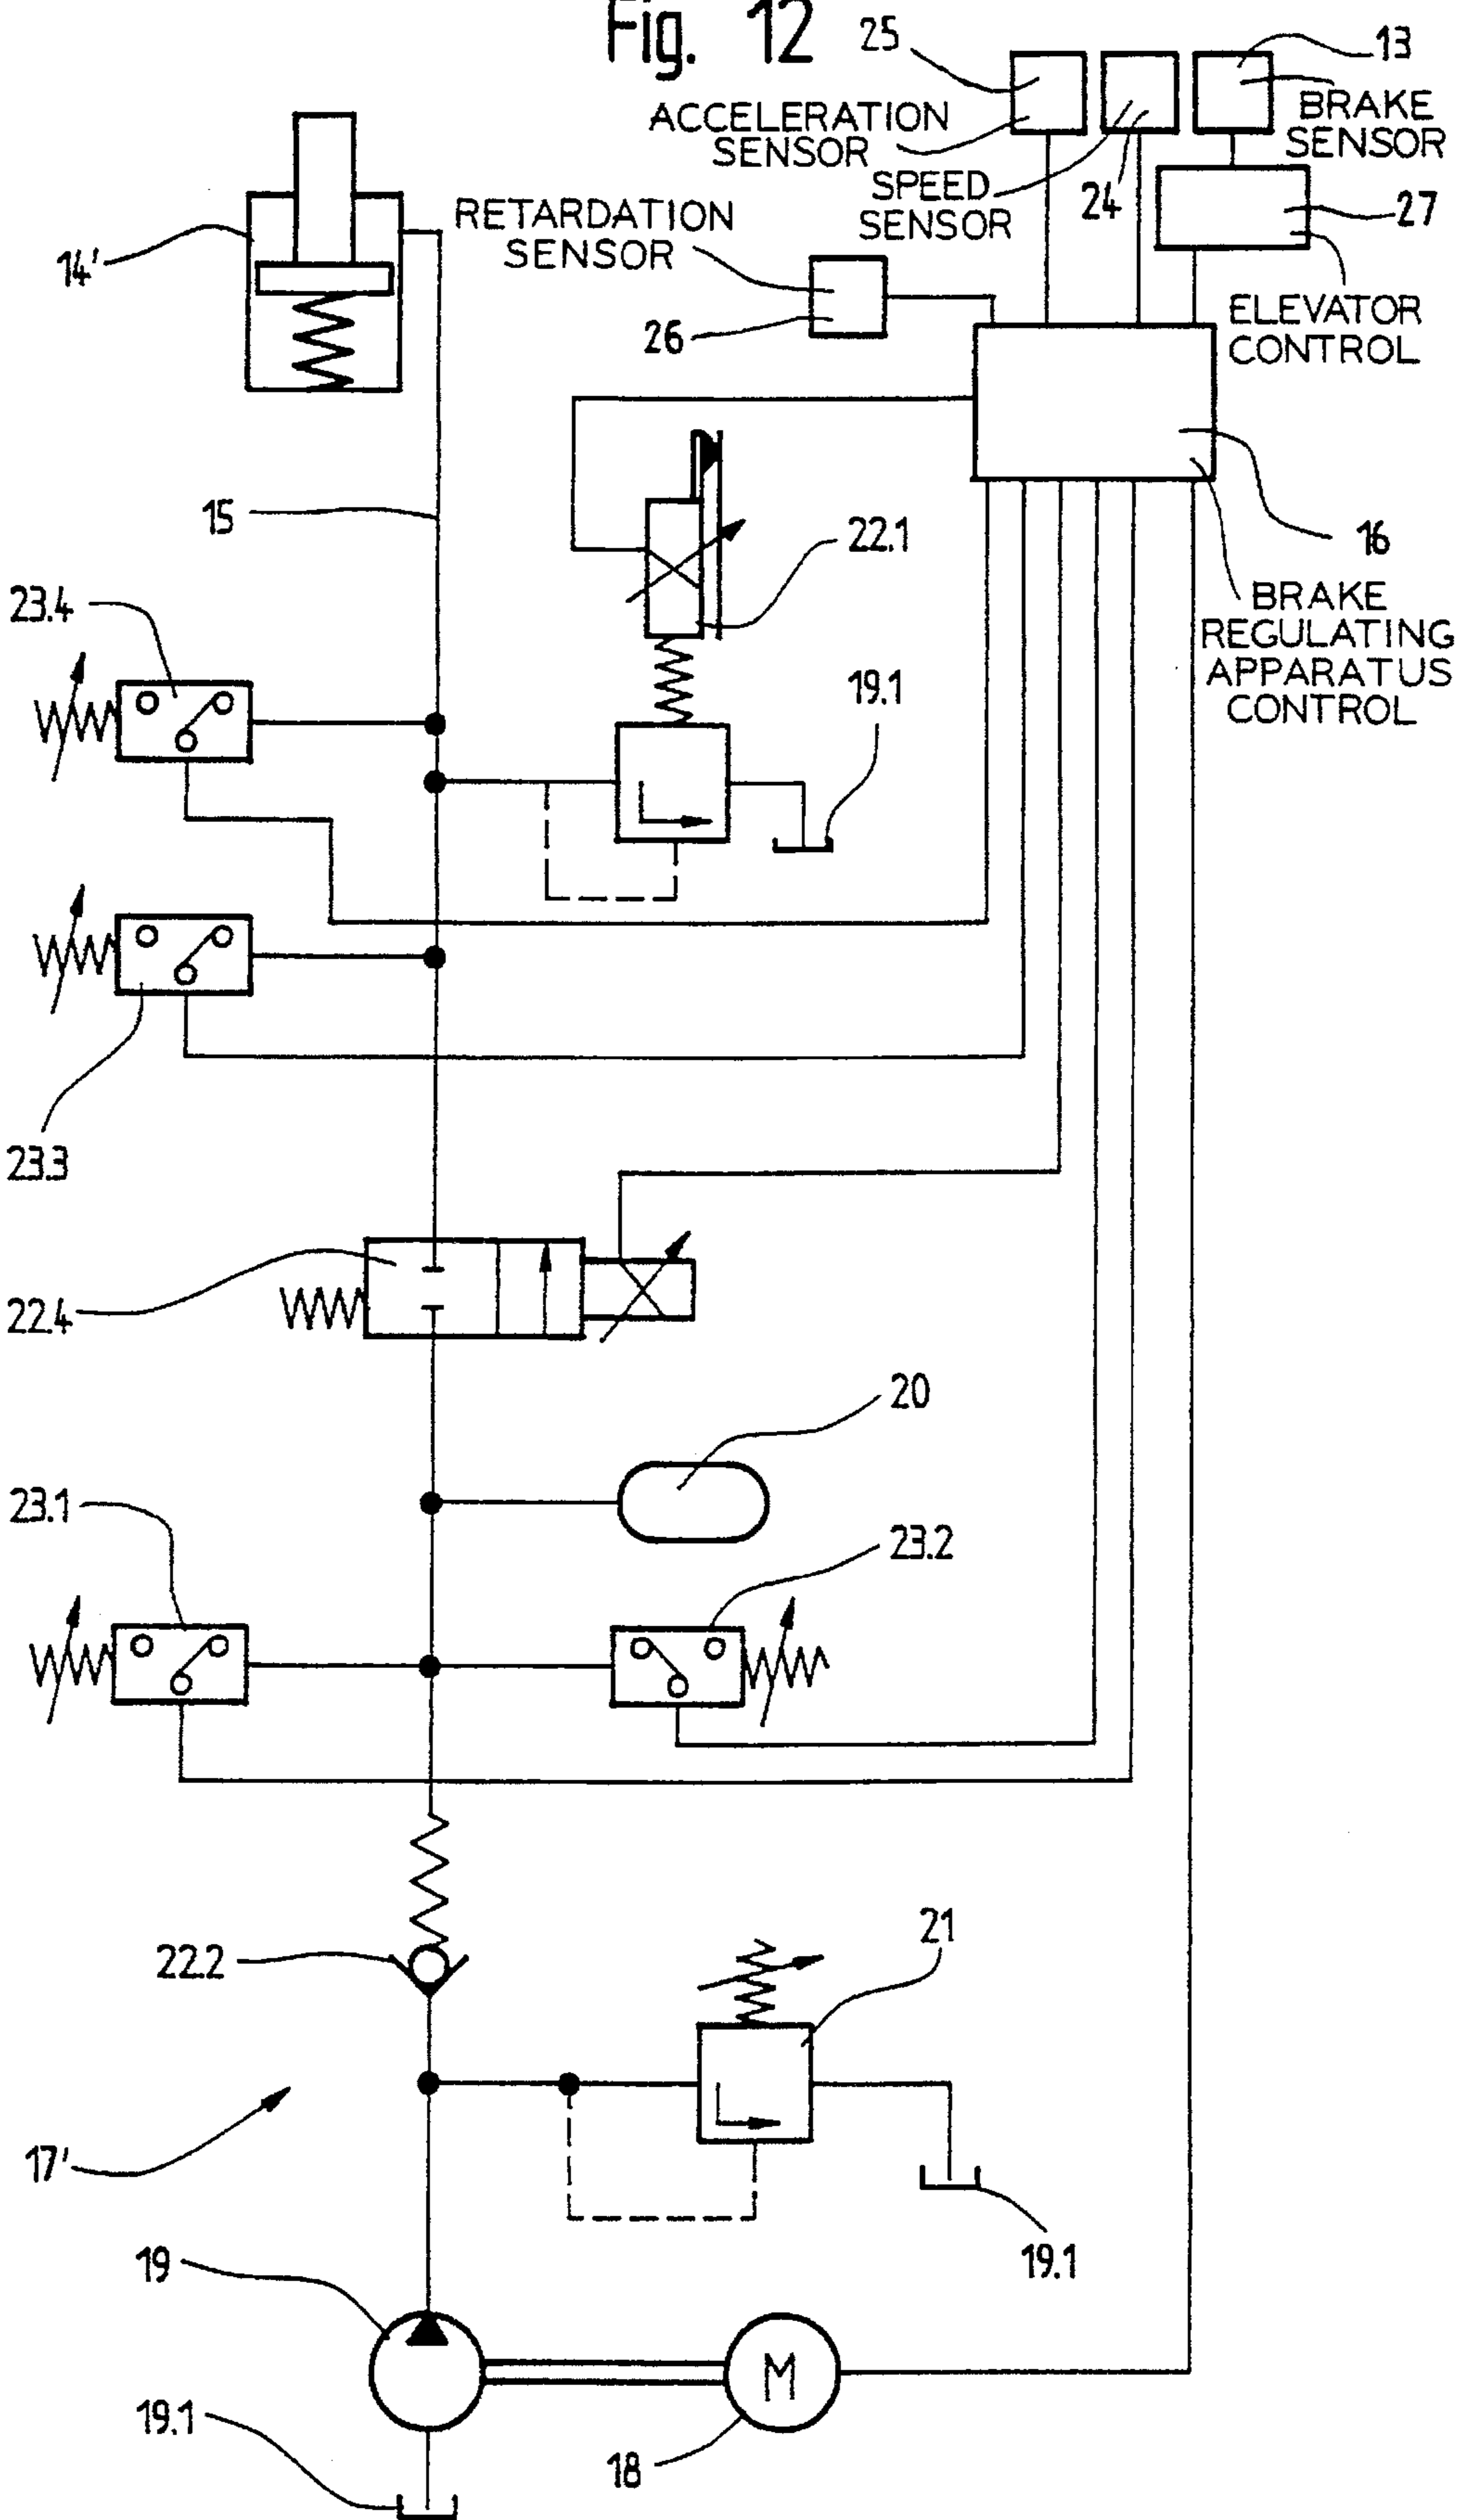 Fig. 12
25
13
ACCELERATION
SENSOR
BRAKE
SENSOR
SPEED
SENSOR
24
27
RETARDATION
SENSOR
14'
26
ELEVATOR
CONTROL
15
22.1
16
23.4
BRAKE
REGULATING
APPARATUS
CONTROL
19.1
23.3
22.4
20
23.1
23.2
22.2
21
17'
19
19.1
M
19.1
18